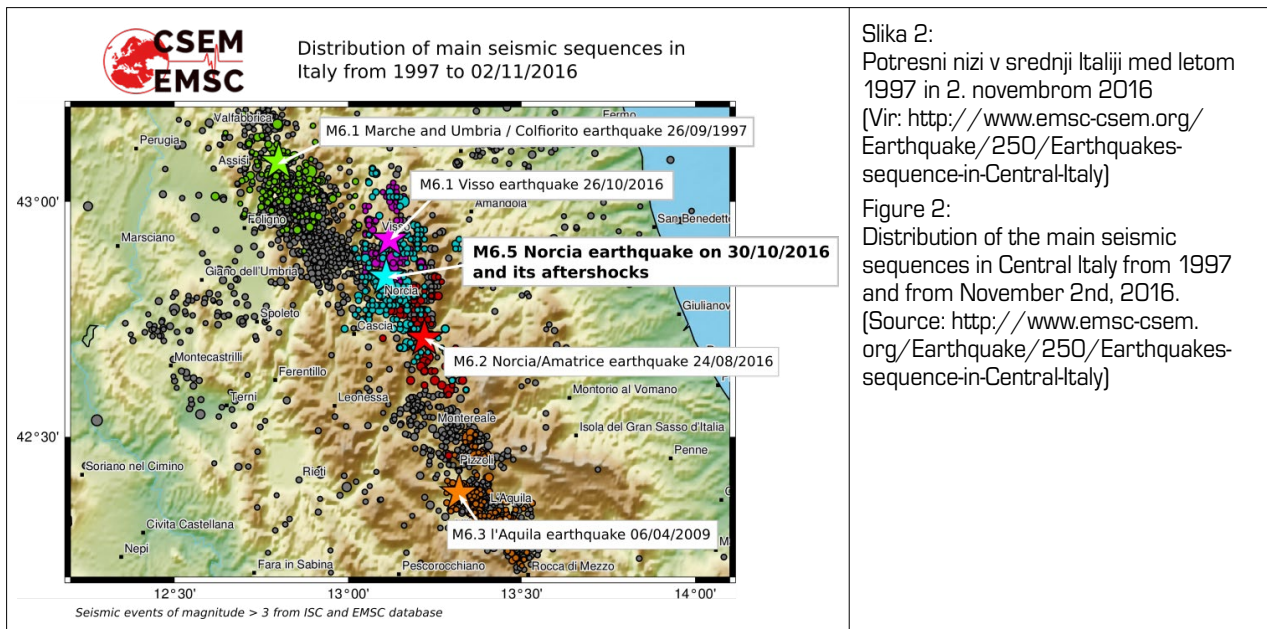 CSEM
EMSC
Distribution of main seismic sequences in
Italy from 1997 to 02/11/2016
Valfabbrica
Fermo
Perugia
M6.1 Marche and Umbria / Colfiorito earthquake 26/09/1997
Assisi
M6.1 Visso earthquake 26/10/2016
43°00'
Amandola
Foligno
Visso
San Benedetto
Marsciano
M6.5 Norcia earthquake on 30/10/2016
and its aftershocks
Giano dell'Umbria
Norcia
Giulianov
Spoleto
Cascia
Montecastrilli
M6.2 Norcia/Amatrice earthquake 24/08/2016
Ferentillo
Terni
Leonessa
Montorio al Vomano
Montereale
42°30'
Isola del Gran Sasso d'Italia
Penne
Soriano nel Cimino
Rieti
Pizzoli
L'Aquila
Civita Castellana
M6.3 l'Aquila earthquake 06/04/2009
Nepi
Fara in Sabina
Pescorocchiano
Rocca di Mezzo
12°30'
13°00'
13°30'
14°00'
Seismic events of magnitude > 3 from ISC and EMSC database
Slika 2:
Potresni nizi v srednji Italiji med letom
1997 in 2. novembrom 2016
(Vir: http://www.emsc-csem.org/
Earthquake/250/Earthquakes-
sequence-in-Central-Italy)
Figure 2:
Distribution of the main seismic
sequences in Central Italy from 1997
and from November 2nd, 2016.
(Source: http://www.emsc-csem.
org/Earthquake/250/Earthquakes-
sequence-in-Central-Italy)